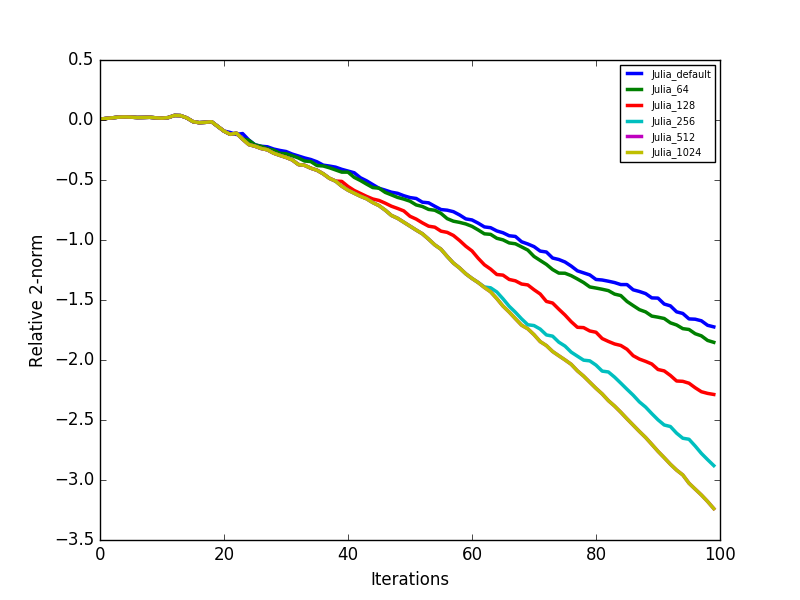 0.5
0.0
−0.5
−1.0
−1.5
−2.0
−2.5
−3.0
−3.5
Relative 2-norm
0 20 40 60 80 100
Iterations
Julia_default
Julia_64
Julia_128
Julia_256
Julia_512
Julia_1024